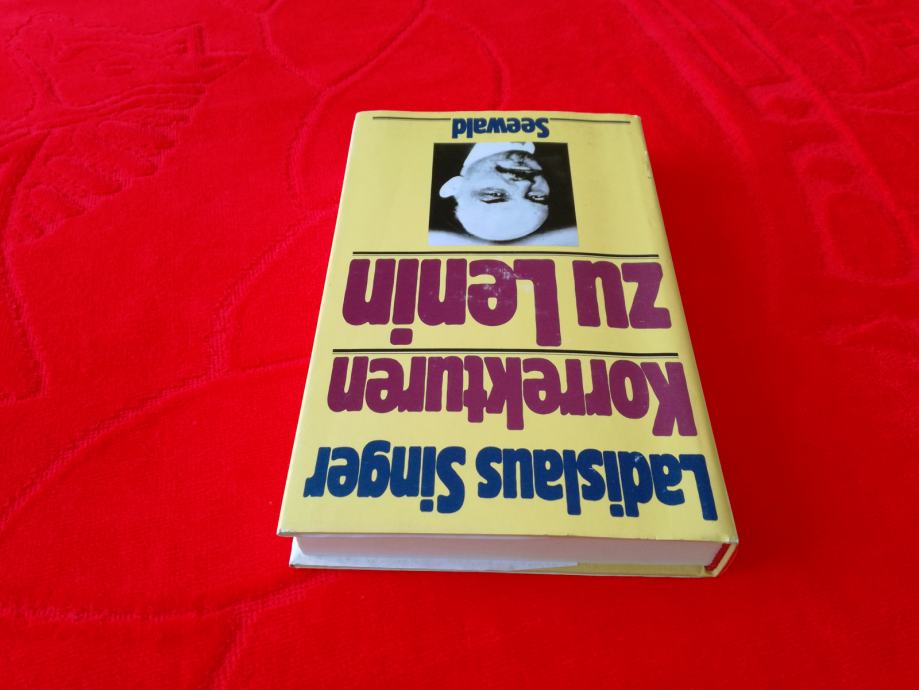 Ladislaus Singer
Korrekturen
zu Lenin
Seewald